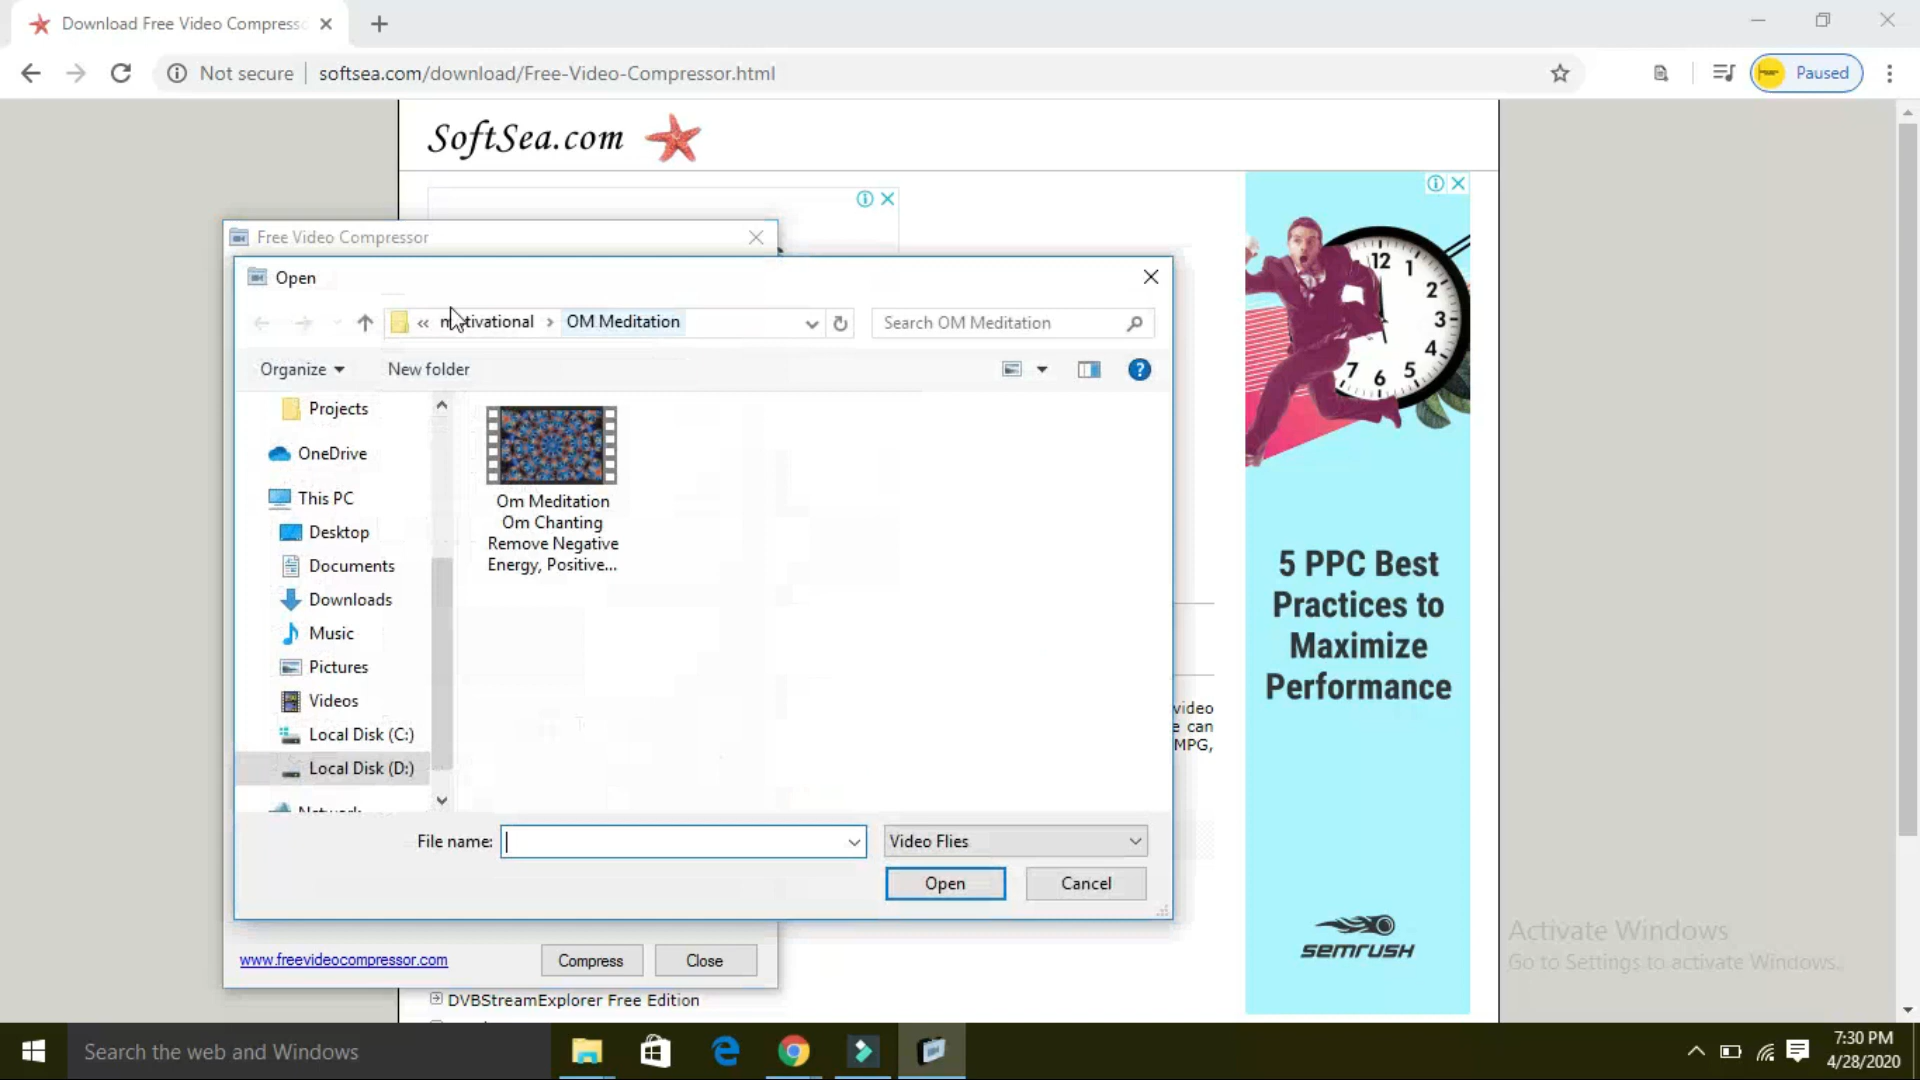 Download Free Video Compresso
Not secure
softsea.com/download/Free-Video-Compressor.html
Paused
SoftSea.com
Free Video Compressor
Open
«
OM Meditation
Search OM Meditation
Organize
New folder
Projects
OneDrive
This PC
Desktop
Documents
Downloads
Music
Pictures
Videos
Local Disk (C:)
Local Disk (D:)
Om Meditation
Om Chanting
Remove Negative
Energy, Positive...
File name:
Video Flies
Open
Cancel
video
e can
MPG,
www.freevideocompressor.com
Compress
Close
DVBStreamExplorer Free Edition
12
1
2
3
4
5
6
7
5 PPC Best
Practices to
Maximize
Performance
semrush
Activate Windows
Go to Settings to activate Windows.
Search the web and Windows
7:30 PM
4/28/2020